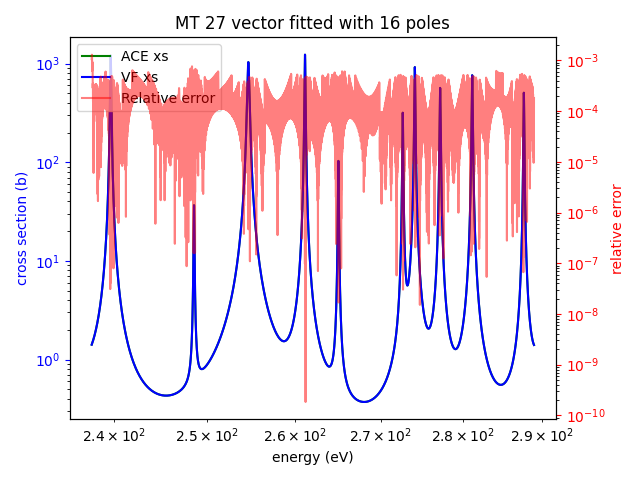 MT 27 vector fitted with 16 poles
ACE xs
VF xs
Relative error
cross section (b)
10³
10²
10¹
10⁰
relative error
10⁻³
10⁻⁴
10⁻⁵
10⁻⁶
10⁻⁷
10⁻⁸
10⁻⁹
10⁻¹⁰
2.4 × 10² 2.5 × 10² 2.6 × 10² 2.7 × 10² 2.8 × 10² 2.9 × 10²
energy (eV)